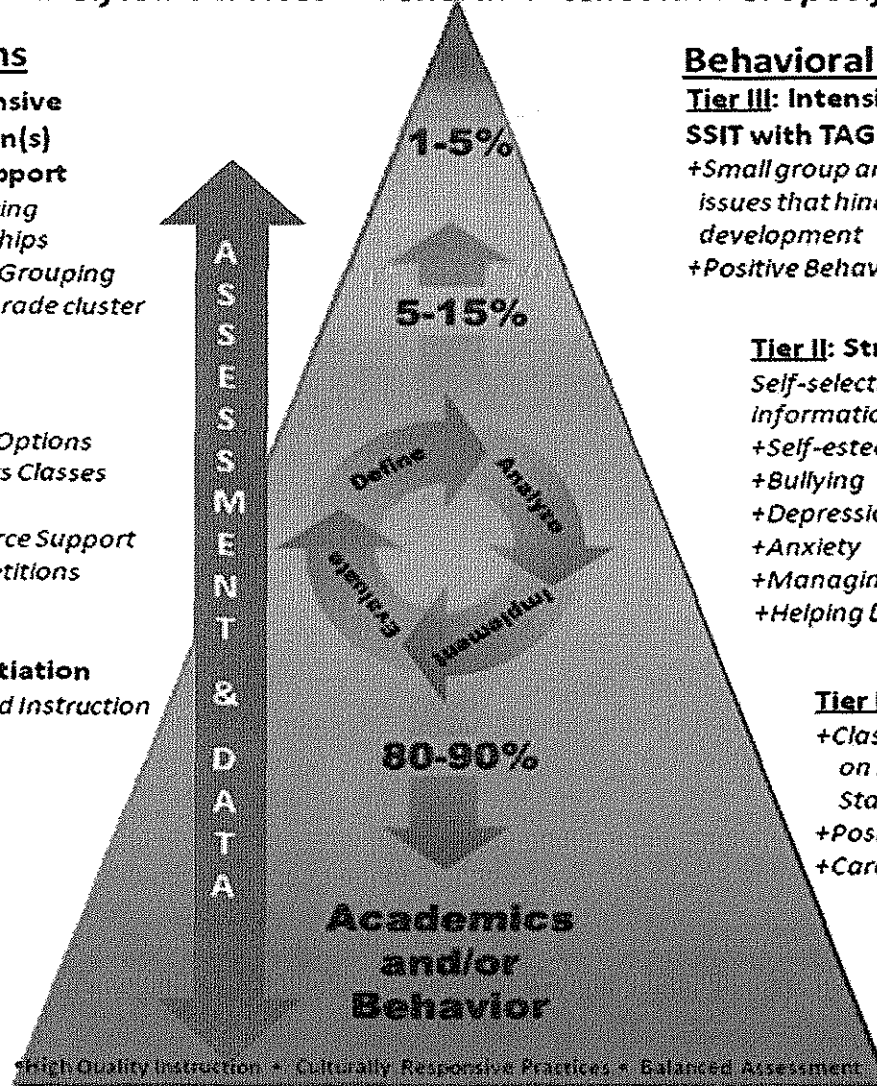 ns
nsive
n(s)
pport
ing
hips
Grouping
rade cluster
Options
s Classes
rce Support
etitions
tiation
d Instruction
ASSESSMENT & DATA
1-5%
5-15%
Define
Analyze
Implement
Evaluate
80-90%
Academics
and/or
Behavior
High Quality Instruction • Culturally Responsive Practices • Balanced Assessment
Behavioral
Tier III: Intensi
SSIT with TAG
+Small group an
issues that hind
development
+Positive Behav
Tier II: Str
Self-select
informatio
+Self-estee
+Bullying
+Depressio
+Anxiety
+Managin
+Helping
Tier I
+Clas
on
Sta
+Posi
+Card